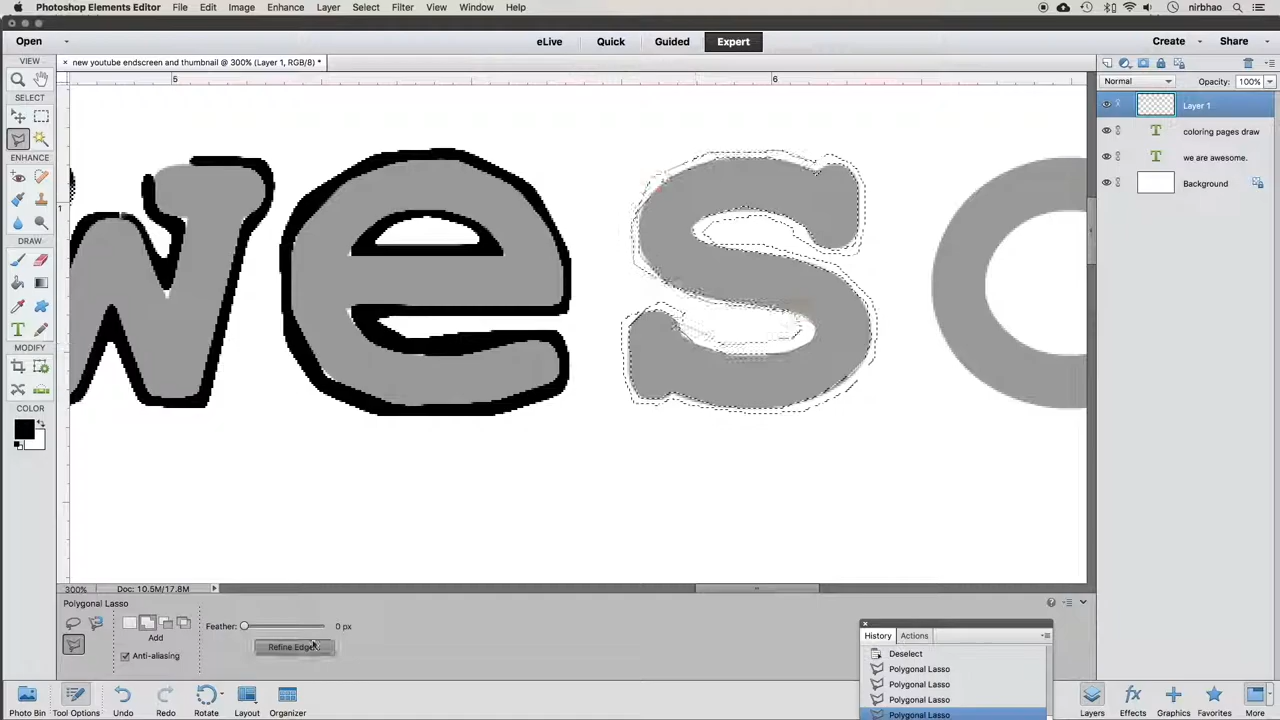 Photoshop Elements Editor File Edit Image Enhance Layer Select Filter View Window Help nirbhao
Open eLive Quick Guided Expert Create Share
VIEW × new youtube endscreen and thumbnail @ 300% (Layer 1, RGB/8) *
5 6
Normal Opacity: 100%
SELECT
Layer 1
coloring pages draw
ENHANCE
we are awesome.
Background
1
w e s o
DRAW
T
MODIFY
COLOR
300% Doc: 10.5M/17.8M
Polygonal Lasso
Feather: 0 px
Add
Refine Edge...
Anti-aliasing
History Actions
Deselect
Polygonal Lasso
Polygonal Lasso
Polygonal Lasso
Polygonal Lasso
Photo Bin Tool Options Undo Redo Rotate Layout Organizer Layers Effects Graphics Favorites More